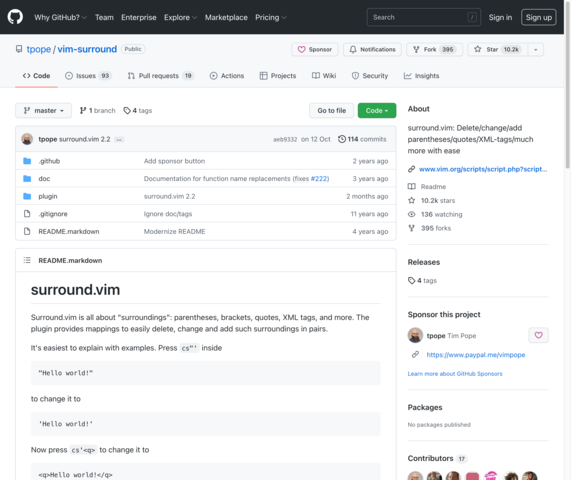 Why GitHub? Team Enterprise Explore Marketplace Pricing Search / Sign in Sign up
tpope / vim-surround Public
Sponsor Notifications Fork 395 Star 10.2k
Code Issues 93 Pull requests 19 Actions Projects Wiki Security Insights
master 1 branch 4 tags Go to file Code
tpope surround.vim 2.2 ... aeb9332 on 12 Oct 114 commits
.github Add sponsor button 2 years ago
doc Documentation for function name replacements (fixes #222) 3 years ago
plugin surround.vim 2.2 2 months ago
.gitignore Ignore doc/tags 11 years ago
README.markdown Modernize README 4 years ago
README.markdown
surround.vim
Surround.vim is all about "surroundings": parentheses, brackets, quotes, XML tags, and more. The
plugin provides mappings to easily delete, change and add such surroundings in pairs.
It's easiest to explain with examples. Press cs"' inside
"Hello world!"
to change it to
'Hello world!'
Now press cs'<q> to change it to
<q>Hello world!</q>
About
surround.vim: Delete/change/add
parentheses/quotes/XML-tags/much
more with ease
www.vim.org/scripts/script.php?script...
Readme
10.2k stars
136 watching
395 forks
Releases
4 tags
Sponsor this project
tpope Tim Pope
https://www.paypal.me/vimpope
Learn more about GitHub Sponsors
Packages
No packages published
Contributors 17